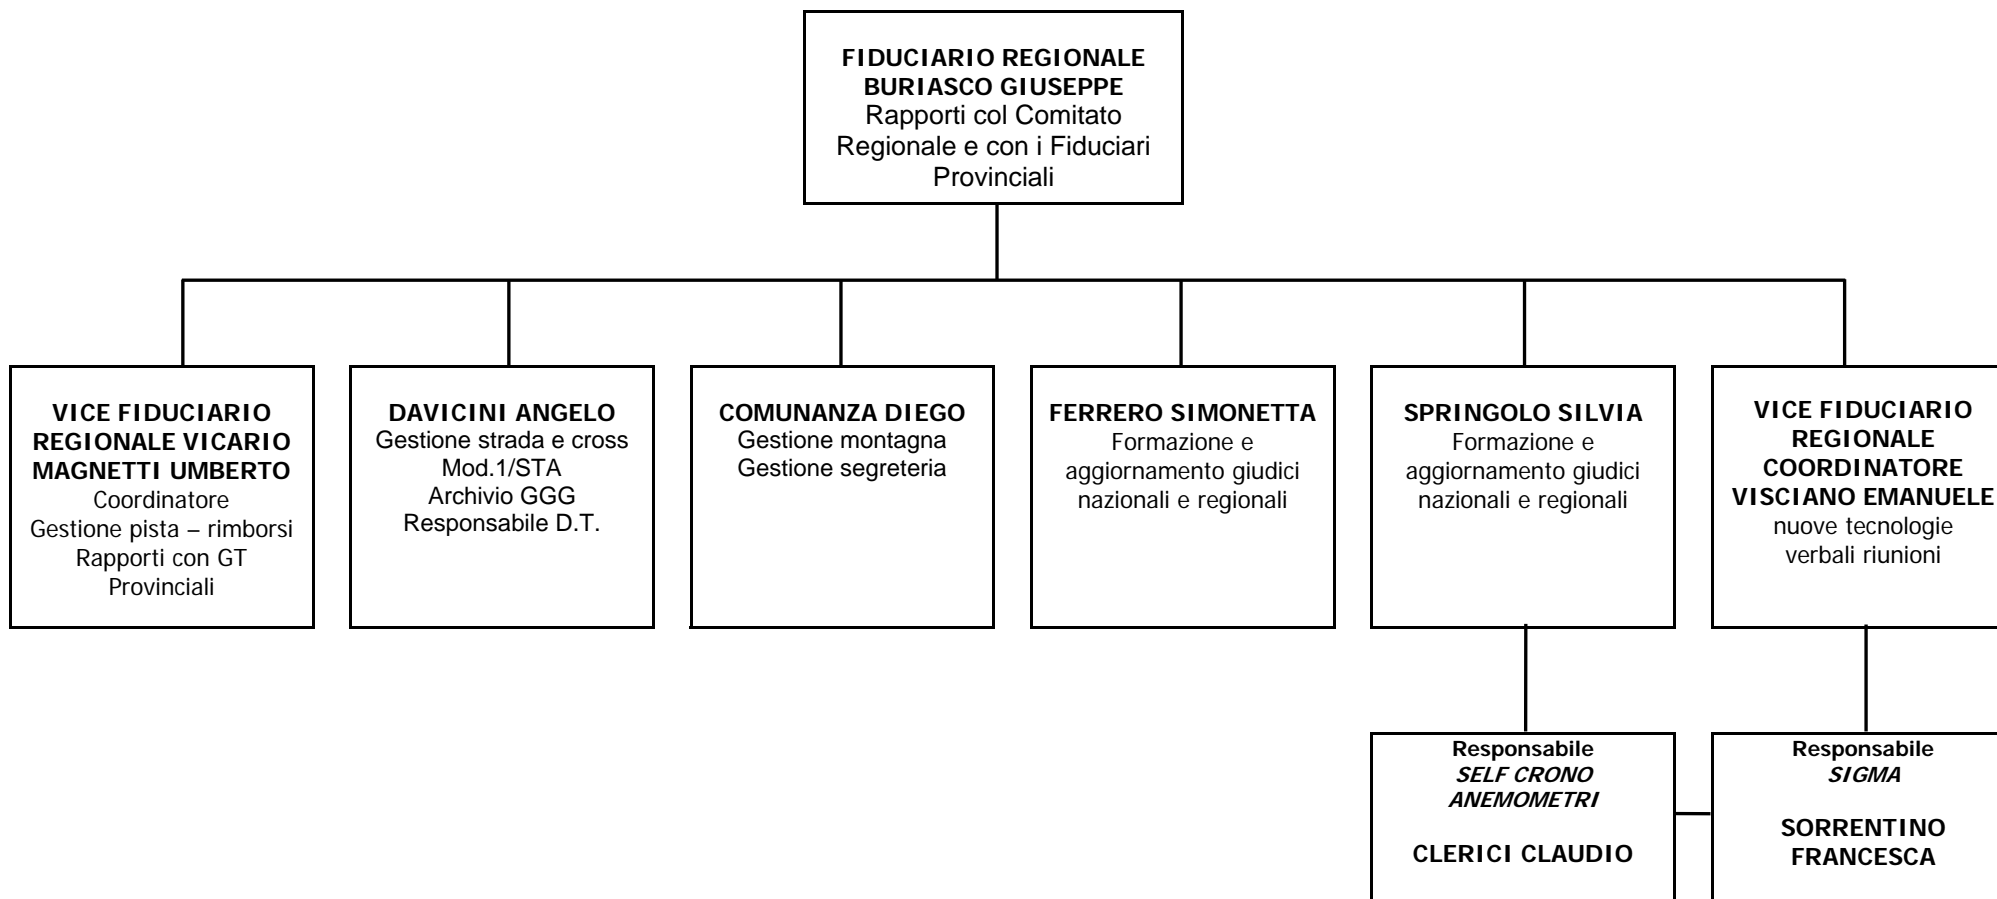 FIDUCIARIO REGIONALE
BURIASCO GIUSEPPE
Rapporti col Comitato
Regionale e con i Fiduciari
Provinciali
VICE FIDUCIARIO
REGIONALE VICARIO
MAGNETTI UMBERTO
Coordinatore
Gestione pista – rimborsi
Rapporti con GT
Provinciali
DAVICINI ANGELO
Gestione strada e cross
Mod.1/STA
Archivio GGG
Responsabile D.T.
COMUNANZA DIEGO
Gestione montagna
Gestione segreteria
FERRERO SIMONETTA
Formazione e
aggiornamento giudici
nazionali e regionali
SPRINGOLO SILVIA
Formazione e
aggiornamento giudici
nazionali e regionali
VICE FIDUCIARIO
REGIONALE
COORDINATORE
VISCIANO EMANUELE
nuove tecnologie
verbali riunioni
Responsabile
SELF CRONO
ANEMOMETRI
CLERICI CLAUDIO
Responsabile
SIGMA
SORRENTINO
FRANCESCA